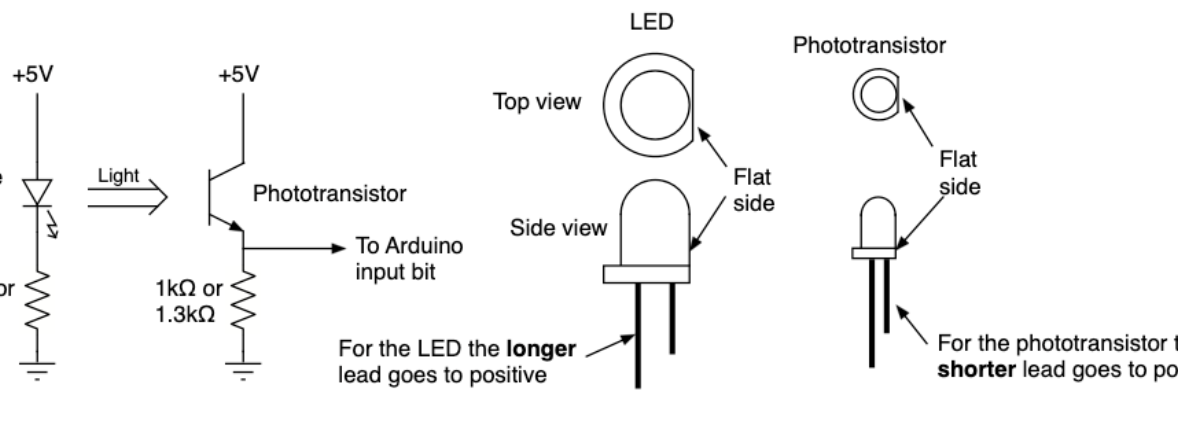 +5V
Light
or
+5V
Phototransistor
To Arduino
input bit
1kΩ or
1.3kΩ
LED
Top view
Side view
Flat
side
For the LED the longer
lead goes to positive
Phototransistor
Flat
side
For the phototransistor
shorter lead goes to